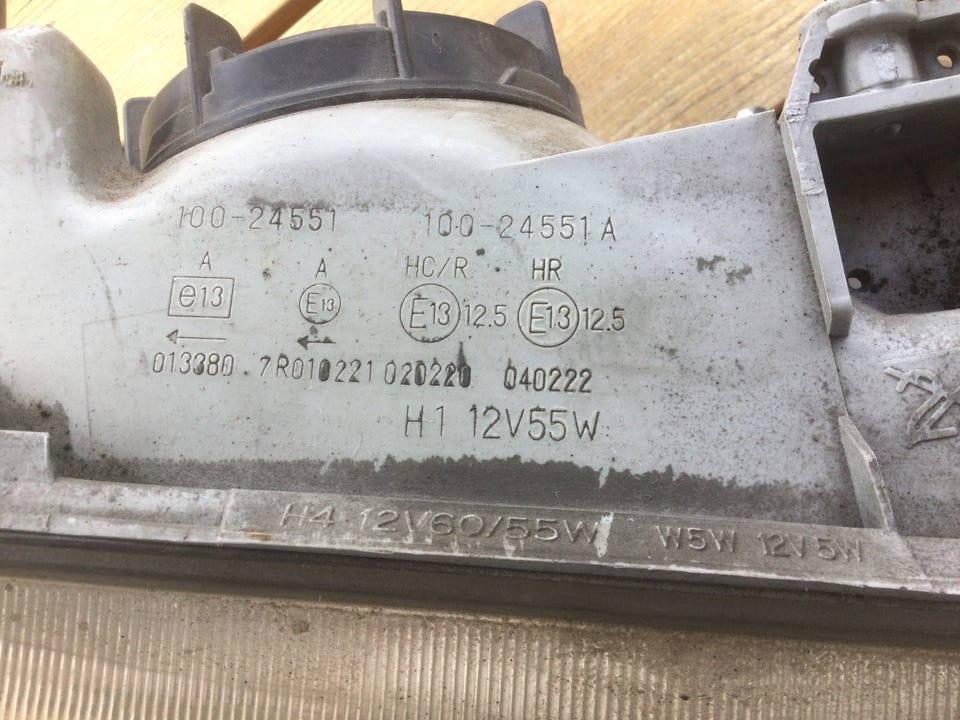 100-24551 100-24551A
A A HC/R HR
e13 E13 E13 12.5 E13 12.5
013380 7R010221 020220 040222
H1 12V55W
H4 12V60/55W W5W 12V5W